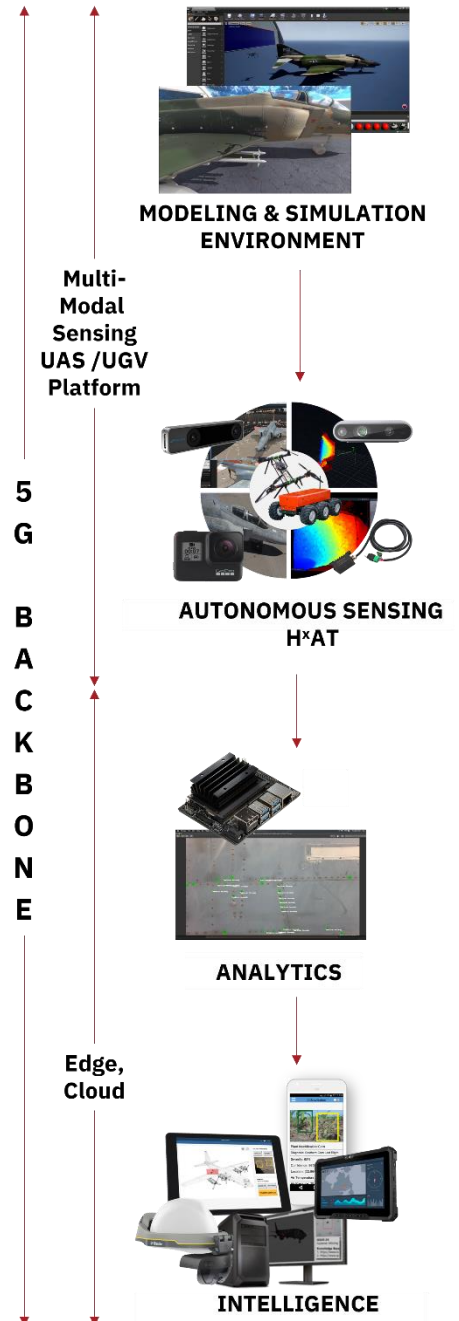 MODELING & SIMULATION
ENVIRONMENT
Multi-
Modal
Sensing
UAS /UGV
Platform
5
G
B
A
C
K
B
O
N
E
AUTONOMOUS SENSING
HˣAT
ANALYTICS
Edge,
Cloud
INTELLIGENCE